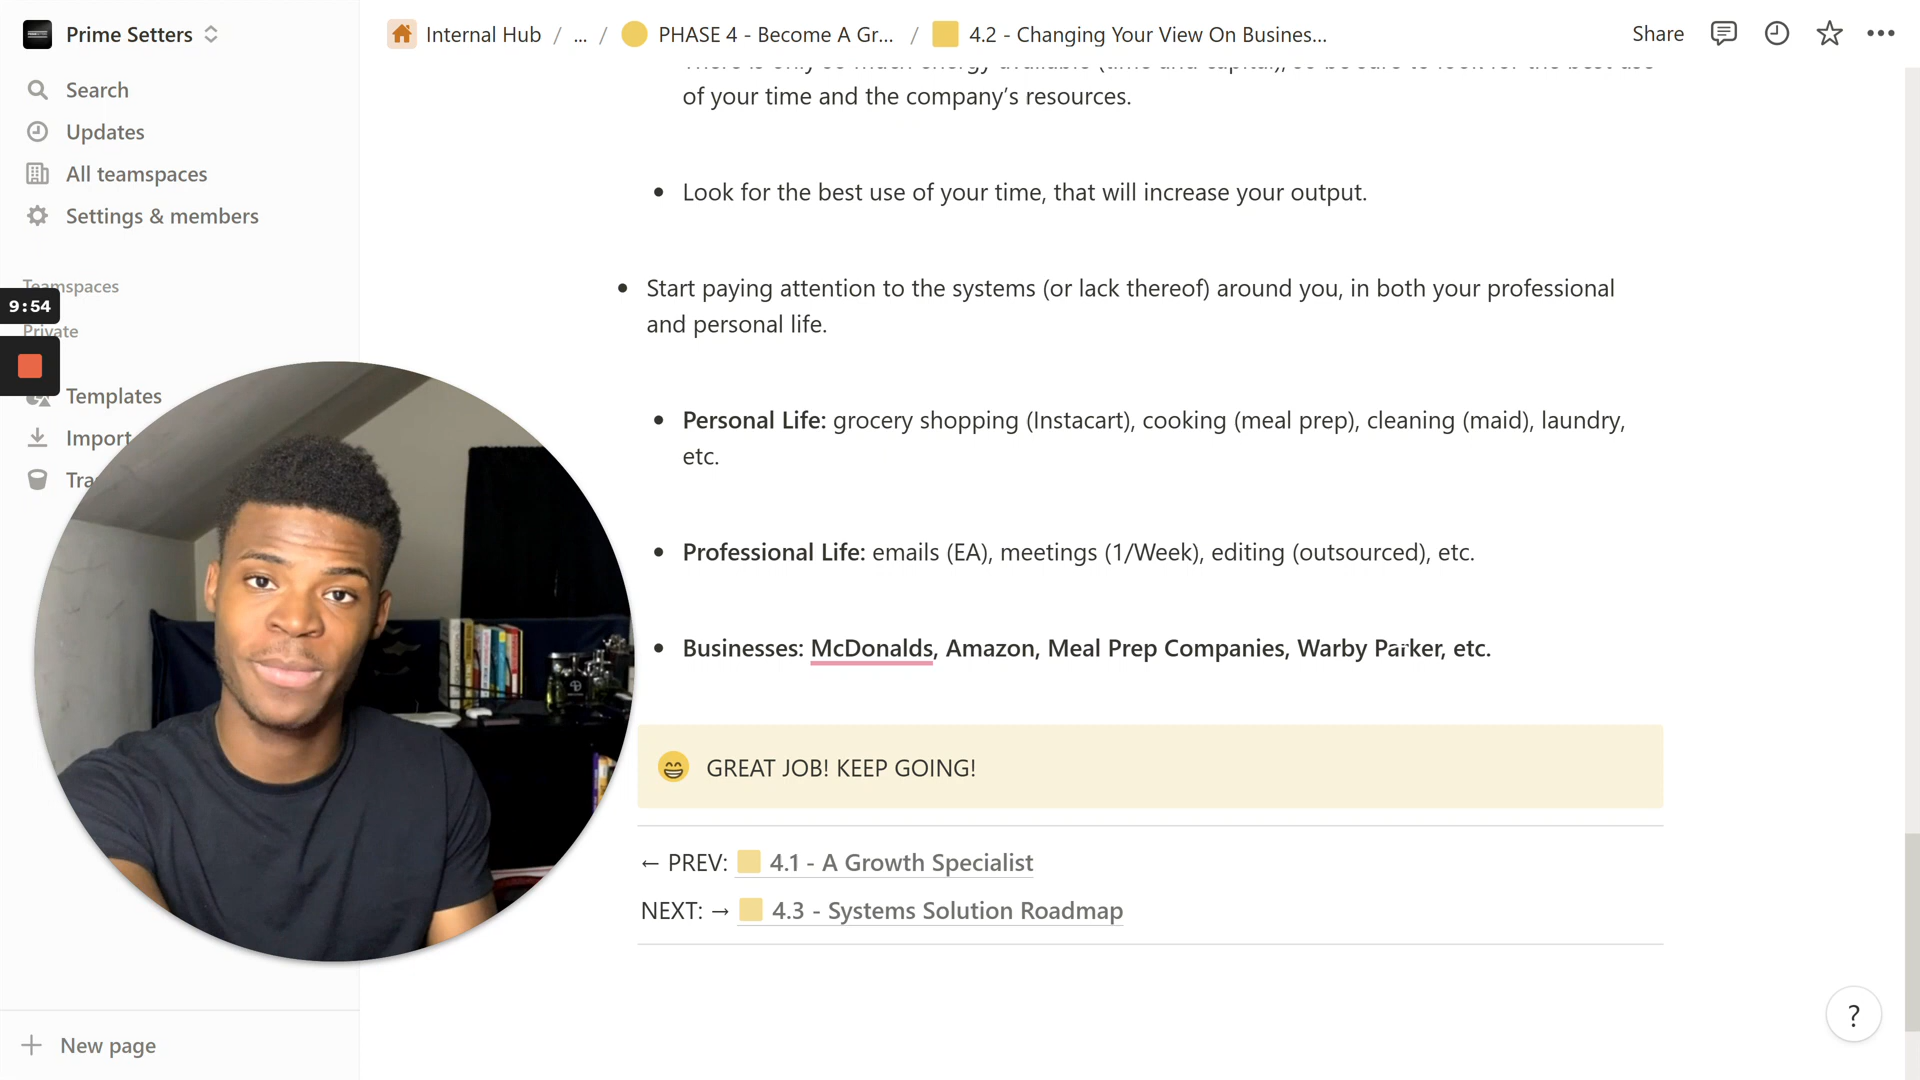 Prime Setters
Search
Updates
All teamspaces
Settings & members
Teamspaces
9:54
Private
Templates
Import
Tra
New page
Internal Hub / ... / PHASE 4 - Become A Gr... / 4.2 - Changing Your View On Busines...
Share
of your time and the company's resources.
• Look for the best use of your time, that will increase your output.
• Start paying attention to the systems (or lack thereof) around you, in both your professional
and personal life.
• Personal Life: grocery shopping (Instacart), cooking (meal prep), cleaning (maid), laundry,
etc.
• Professional Life: emails (EA), meetings (1/Week), editing (outsourced), etc.
• Businesses: McDonalds, Amazon, Meal Prep Companies, Warby Parker, etc.
GREAT JOB! KEEP GOING!
← PREV: 4.1 - A Growth Specialist
NEXT: → 4.3 - Systems Solution Roadmap
?